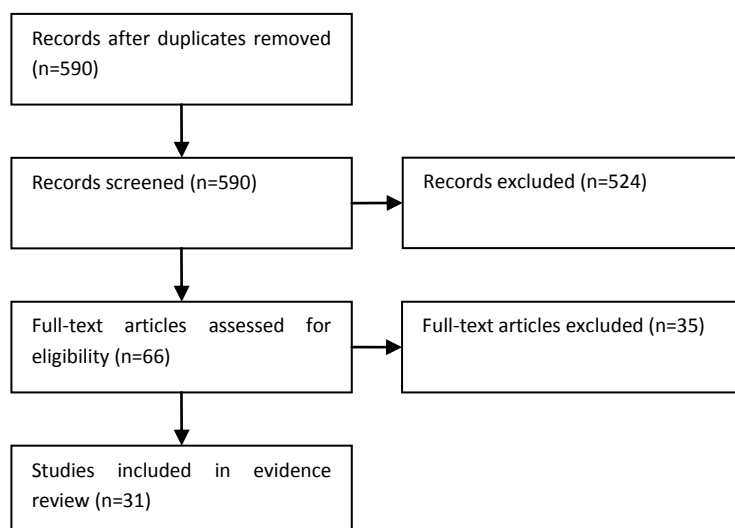 Records after duplicates removed
(n=590)
Records screened (n=590)
Records excluded (n=524)
Full-text articles assessed for
eligibility (n=66)
Full-text articles excluded (n=35)
Studies included in evidence
review (n=31)